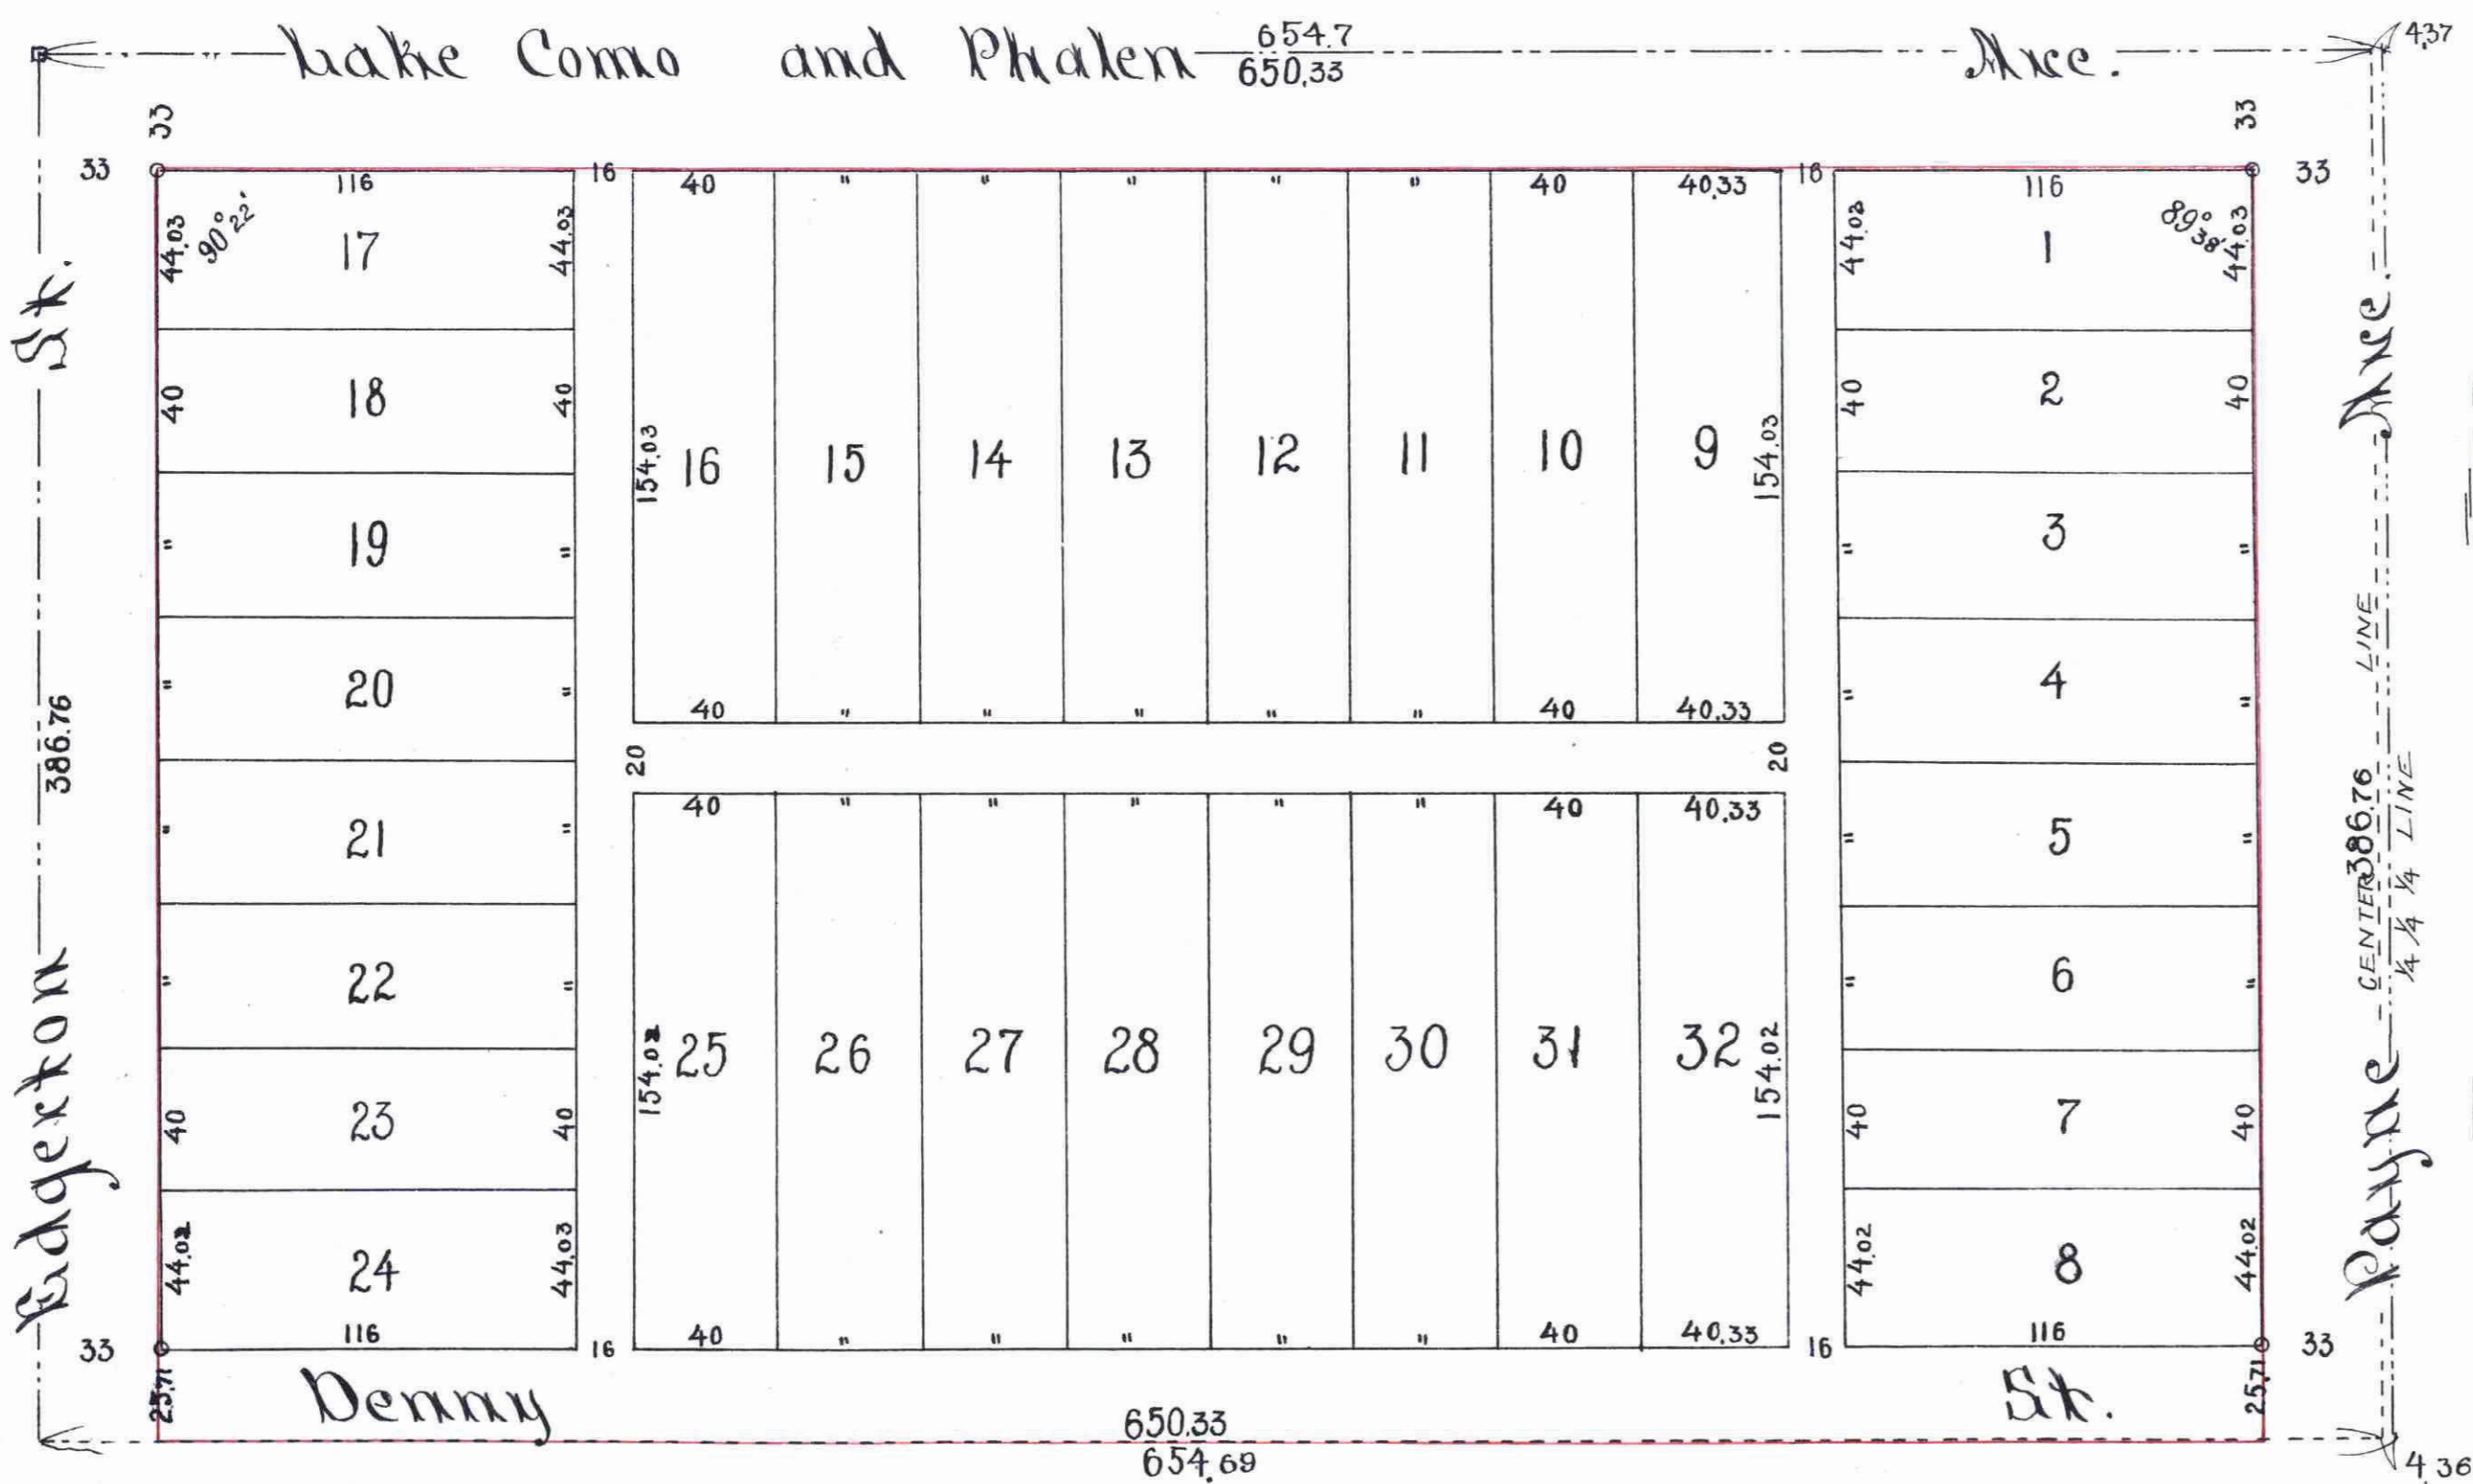 Lake Como and Phalen 654.7 Ave. 4.37
650.33
33 33
33 116 16 40 " " " " " 40 40.33 16 116 33
44.03 90°22' 17 44.03 44.03 1 89°38' 44.03
40 18 40 40 2 40
154.03 16 15 14 13 12 11 10 9 154.03
" 19 " " 3 "
" 20 " " 4 "
40 " " " " " 40 40.33
20 20
40 " " " " " 40 40.33
" 21 " " 5 "
" 22 " " 6 "
154.02 25 26 27 28 29 30 31 32 154.02
40 23 40 40 7 40
44.02 24 44.03 44.02 8 44.02
33 116 16 40 " " " " " 40 40.33 16 116 33
25.71 25.71
Denny St.
650.33
654.69 4.36
Edgerton 386.76 St.
Payne Ave.
CENTER LINE
386.76
1/4 1/4 1/4 LINE